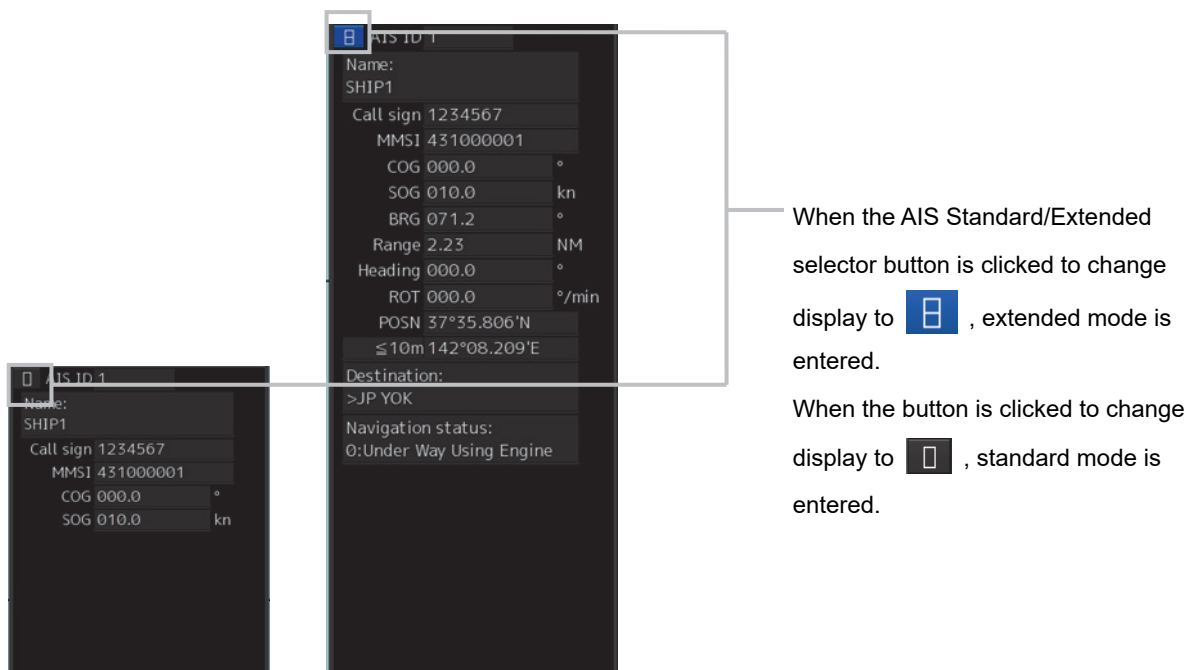 AIS ID 1
Name:
SHIP1
Call sign 1234567
MMSI 431000001
COG 000.0 °
SOG 010.0 kn
BRG 071.2 °
Range 2.23 NM
Heading 000.0 °
ROT 000.0 °/min
POSN 37°35.806'N
≦10m 142°08.209'E
Destination:
>JP YOK
Navigation status:
0:Under Way Using Engine
AIS ID 1
Name:
SHIP1
Call sign 1234567
MMSI 431000001
COG 000.0 °
SOG 010.0 kn
When the AIS Standard/Extended
selector button is clicked to change
display to , extended mode is
entered.
When the button is clicked to change
display to , standard mode is
entered.